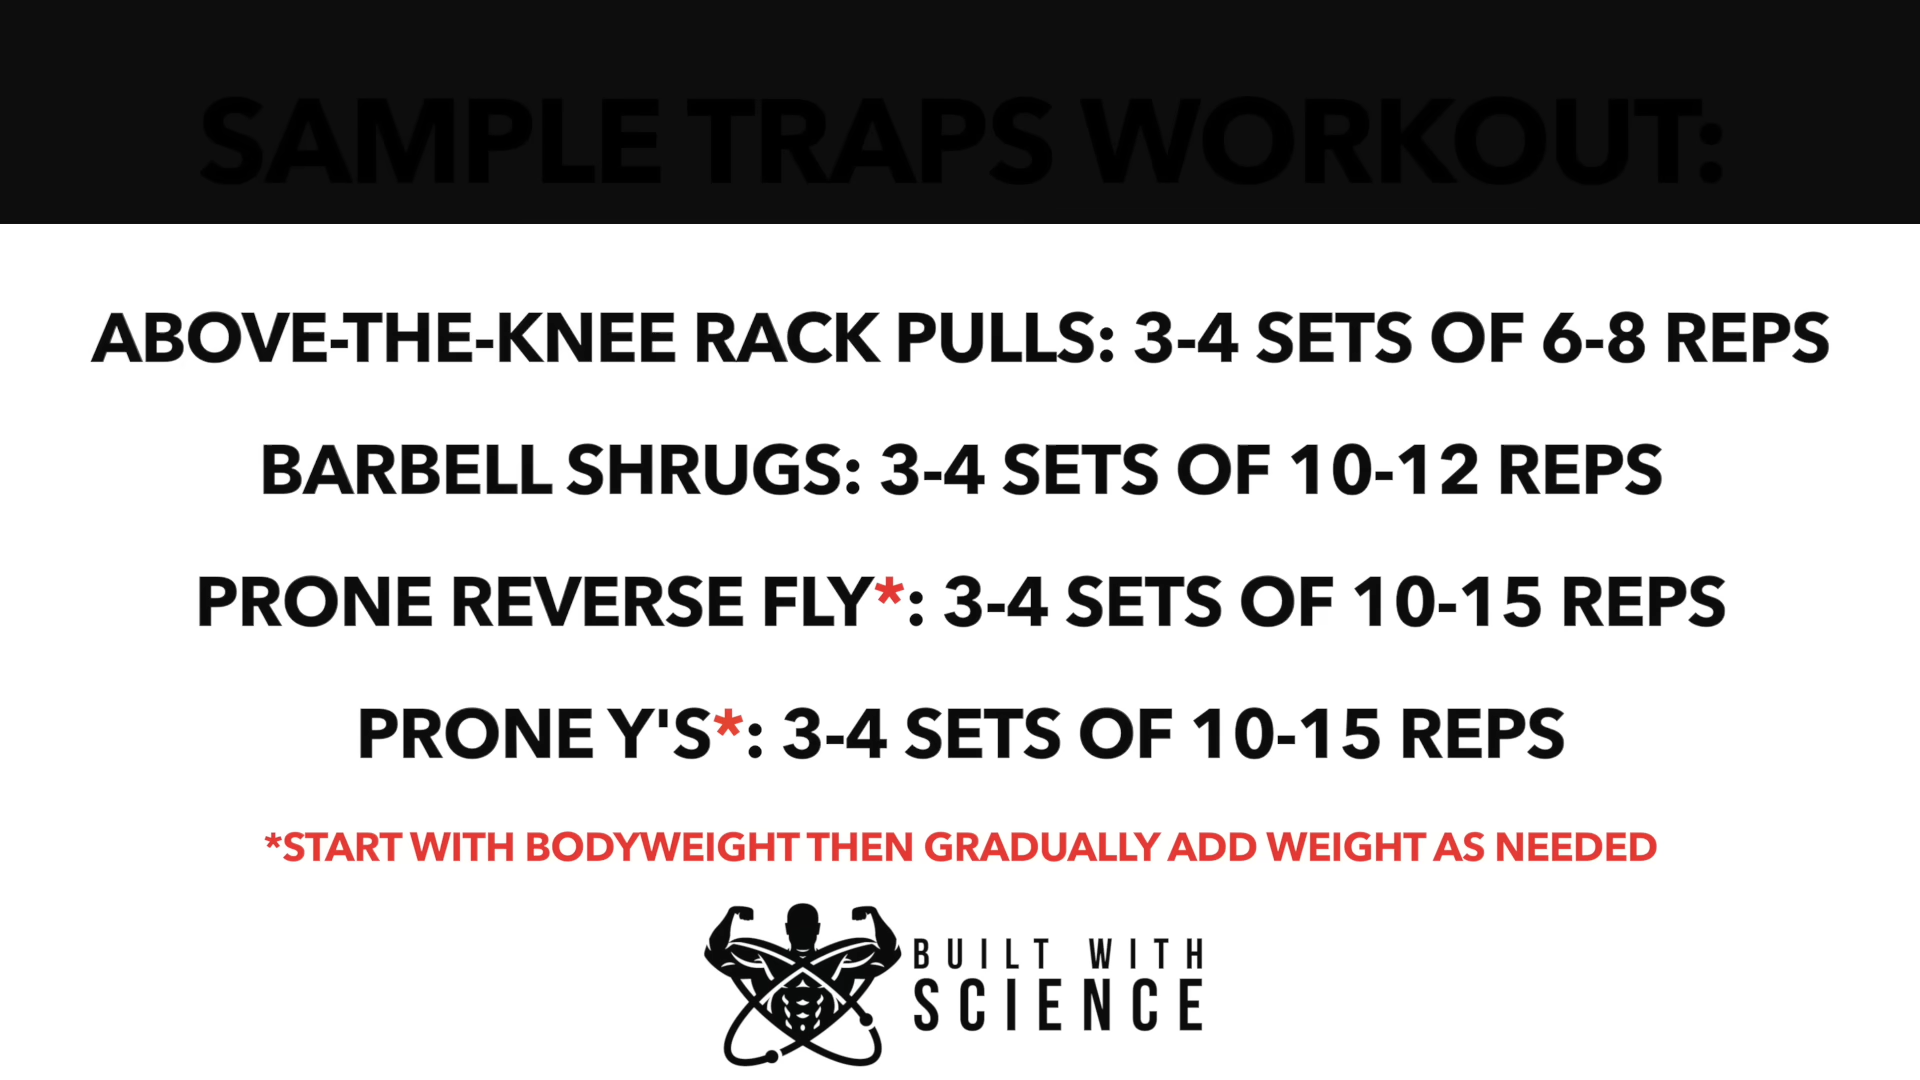 SAMPLE TRAPS WORKOUT:
ABOVE-THE-KNEE RACK PULLS: 3-4 SETS OF 6-8 REPS
BARBELL SHRUGS: 3-4 SETS OF 10-12 REPS
PRONE REVERSE FLY*: 3-4 SETS OF 10-15 REPS
PRONE Y'S*: 3-4 SETS OF 10-15 REPS
*START WITH BODYWEIGHT THEN GRADUALLY ADD WEIGHT AS NEEDED
BUILT WITH
SCIENCE